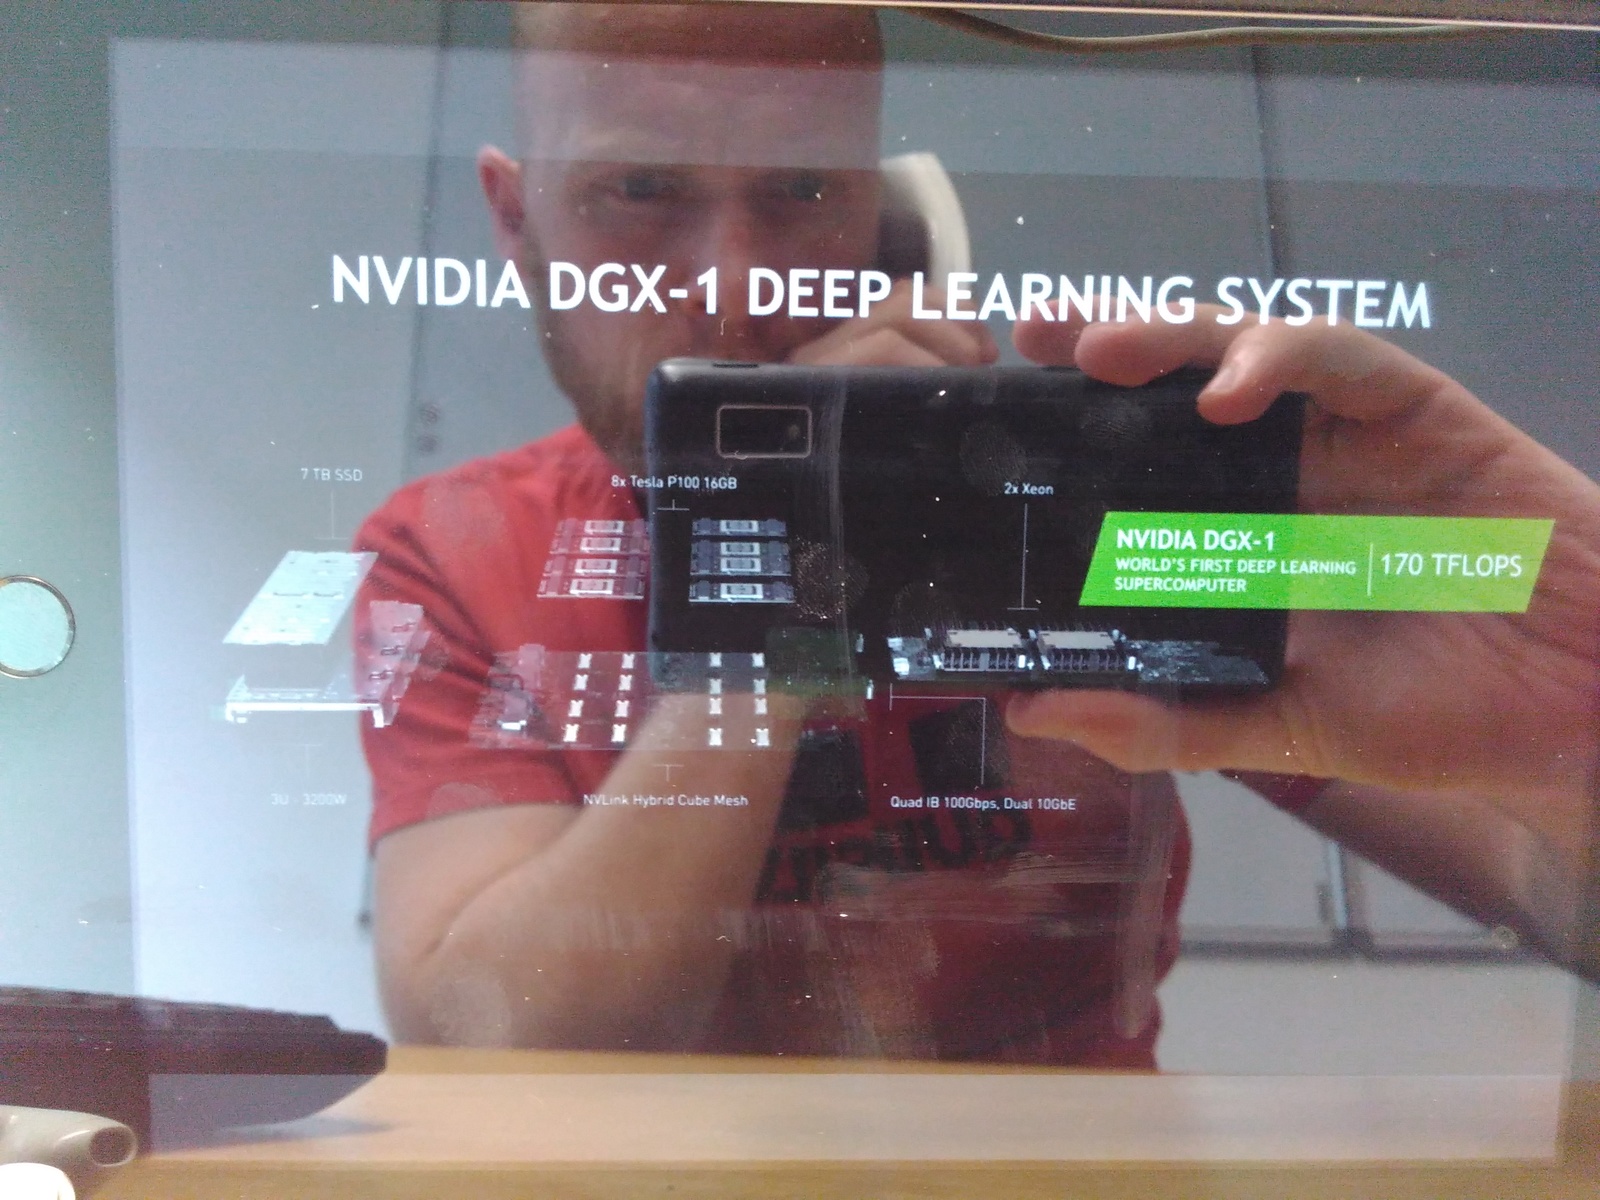 NVIDIA DGX-1 DEEP LEARNING SYSTEM
7 TB SSD
8x Tesla P100 16GB
2x Xeon
NVIDIA DGX-1
WORLD'S FIRST DEEP LEARNING
SUPERCOMPUTER
170 TFLOPS
3U - 3200W
NVLink Hybrid Cube Mesh
Quad IB 100Gbps, Dual 10GbE